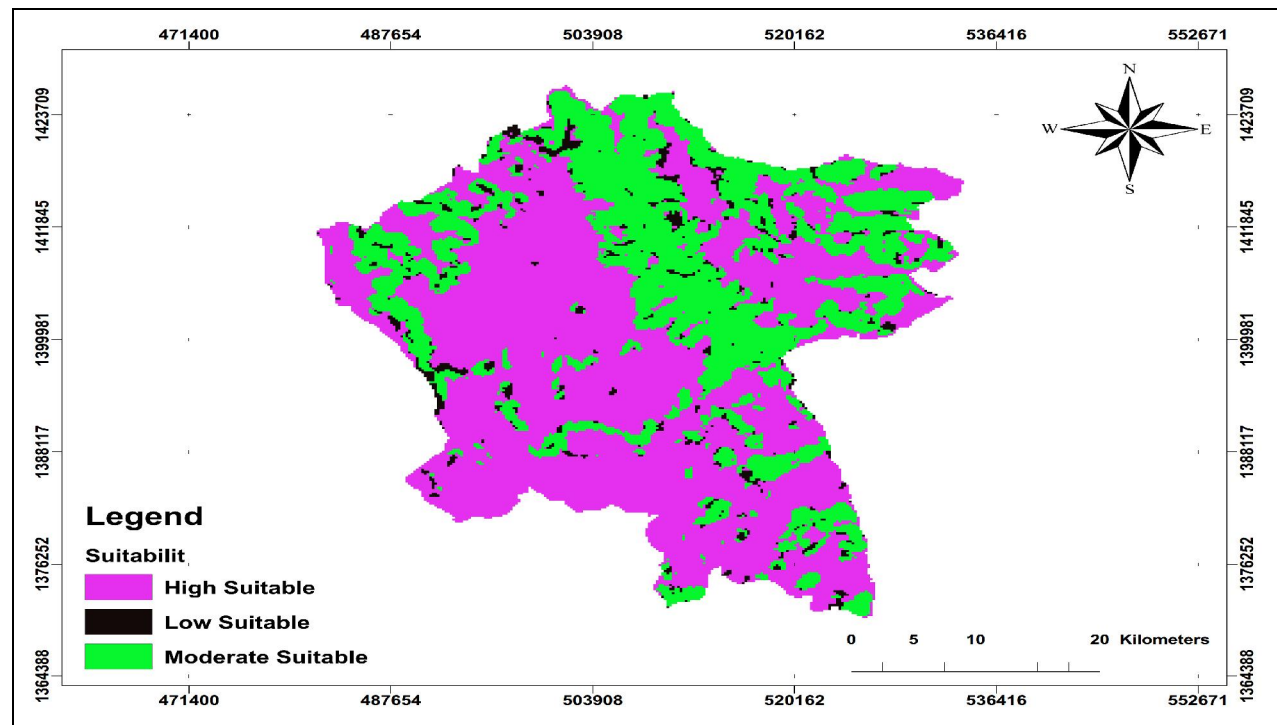 471400 487654 503908 520162 536416 552671
N
W E
S
1423709 1423709
1411845 1411845
1399981 1399981
1388117 1388117
1376252 1376252
1364388 1364388
Legend
Suitabilit
High Suitable
Low Suitable
Moderate Suitable
0 5 10 20 Kilometers
471400 487654 503908 520162 536416 552671